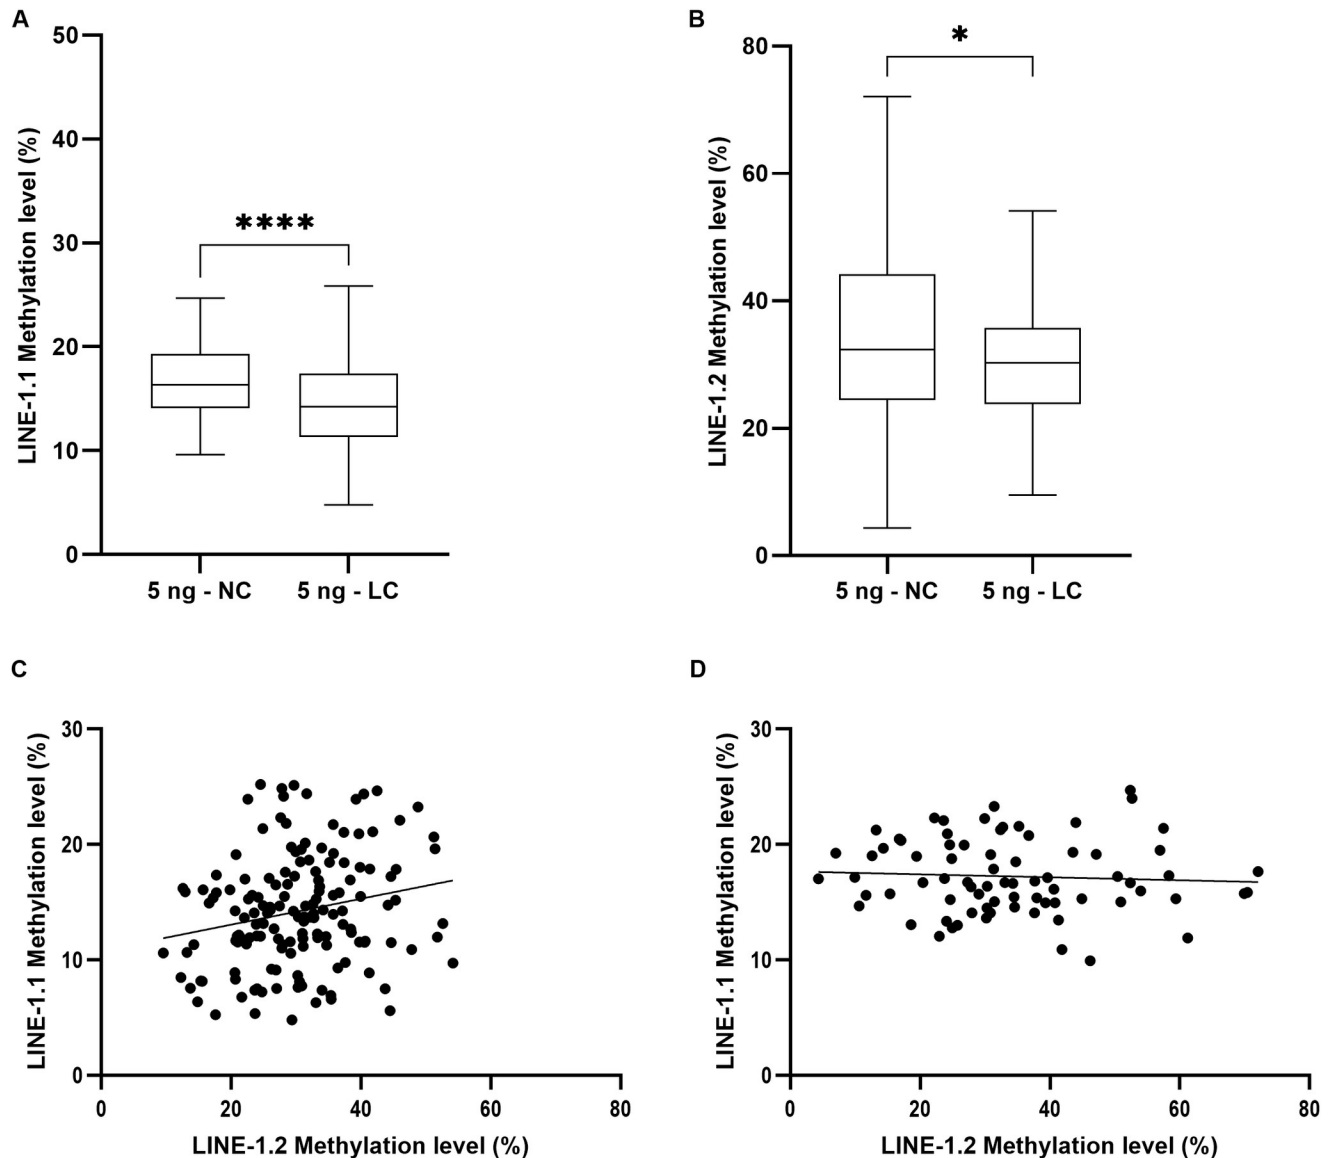 A
LINE-1.1 Methylation level (%)
50
40
30
20
10
0
****
5 ng - NC
5 ng - LC
B
LINE-1.2 Methylation level (%)
80
60
40
20
0
*
5 ng - NC
5 ng - LC
C
LINE-1.1 Methylation level (%)
30
20
10
0
0
20
40
60
80
LINE-1.2 Methylation level (%)
D
LINE-1.1 Methylation level (%)
30
20
10
0
0
20
40
60
80
LINE-1.2 Methylation level (%)